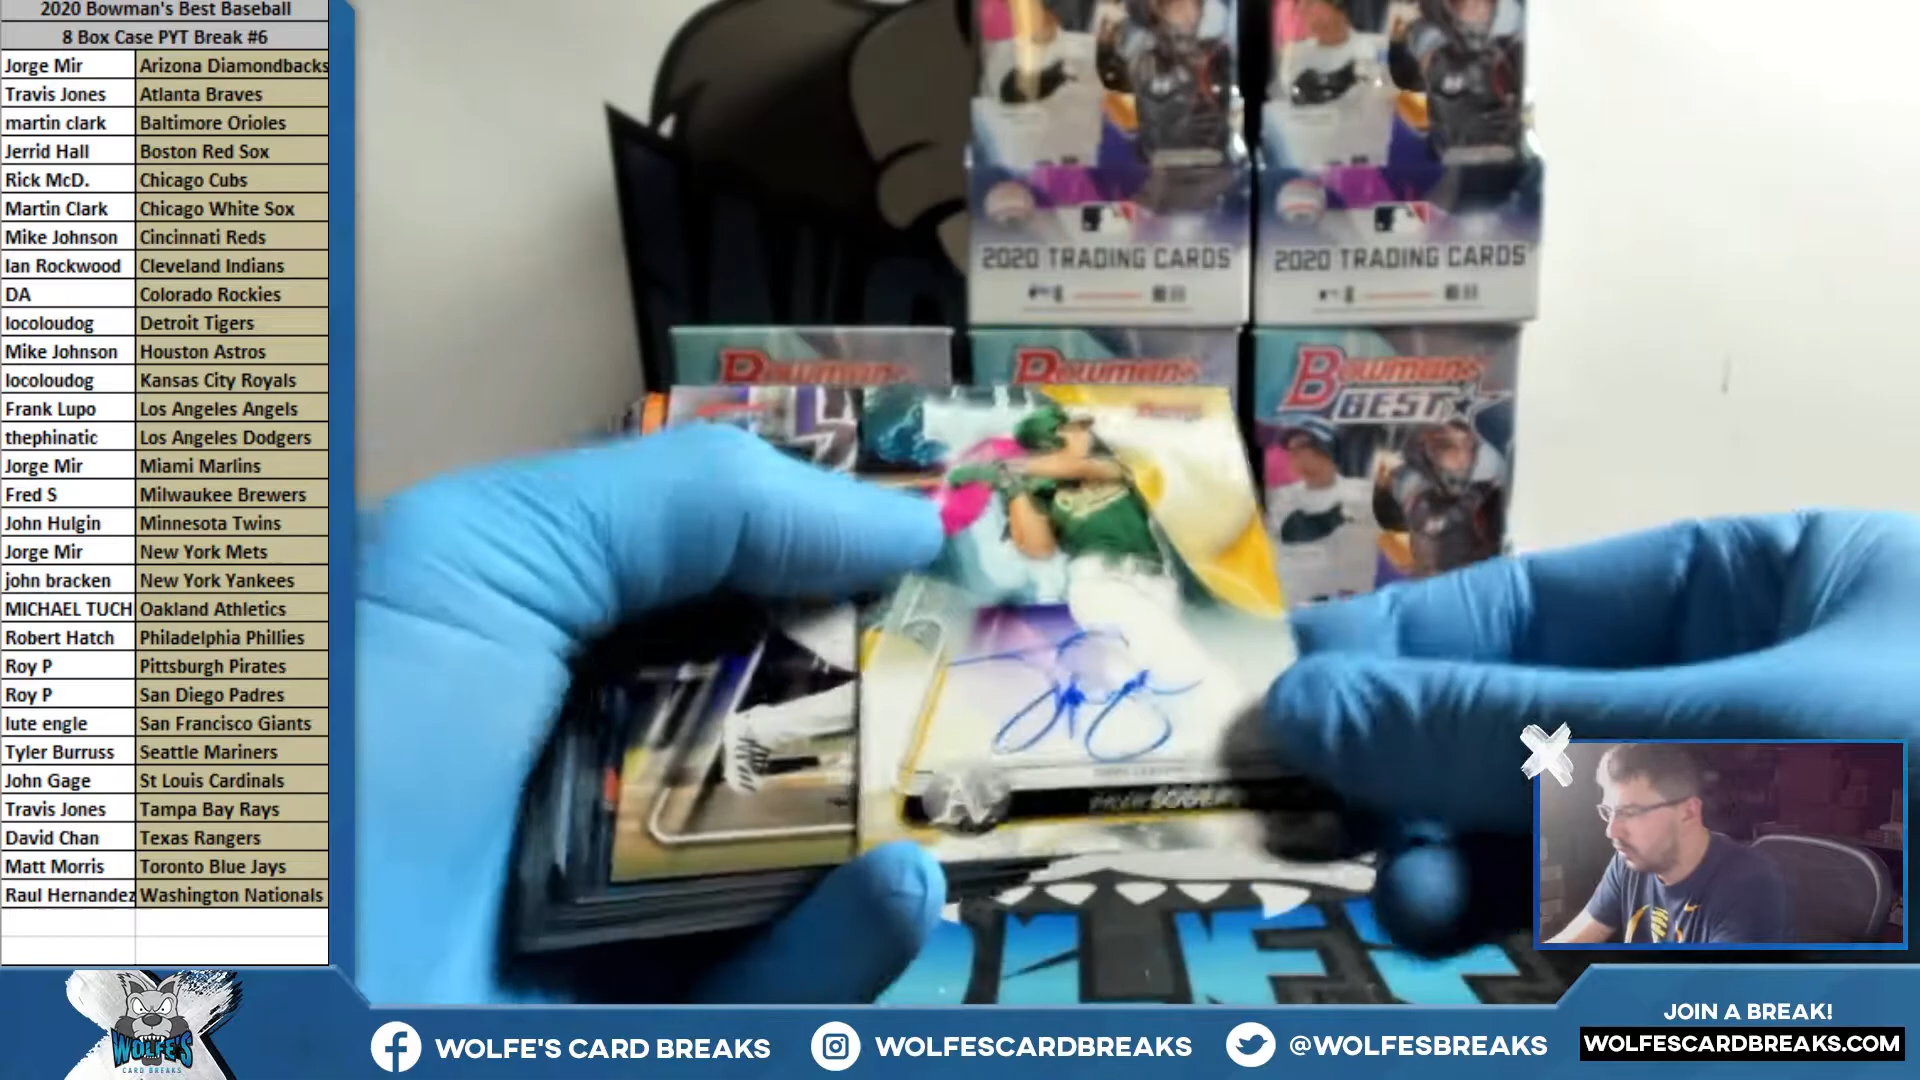 2020 Bowman's Best Baseball
8 Box Case PYT Break #6
Jorge Mir Arizona Diamondbacks
Travis Jones Atlanta Braves
martin clark Baltimore Orioles
Jerrid Hall Boston Red Sox
Rick McD. Chicago Cubs
Martin Clark Chicago White Sox
Mike Johnson Cincinnati Reds
Ian Rockwood Cleveland Indians
DA Colorado Rockies
locoloudog Detroit Tigers
Mike Johnson Houston Astros
locoloudog Kansas City Royals
Frank Lupo Los Angeles Angels
thephinatic Los Angeles Dodgers
Jorge Mir Miami Marlins
Fred S Milwaukee Brewers
John Hulgin Minnesota Twins
Jorge Mir New York Mets
john bracken New York Yankees
MICHAEL TUCH Oakland Athletics
Robert Hatch Philadelphia Phillies
Roy P Pittsburgh Pirates
Roy P San Diego Padres
lute engle San Francisco Giants
Tyler Burruss Seattle Mariners
John Gage St Louis Cardinals
Travis Jones Tampa Bay Rays
David Chan Texas Rangers
Matt Morris Toronto Blue Jays
Raul Hernandez Washington Nationals
2020 TRADING CARDS
2020 TRADING CARDS
Bowman's
Bowman's
Bowman's
BEST
WOLFE'S
CARD BREAKS
WOLFE'S CARD BREAKS
WOLFESCARDBREAKS
@WOLFESBREAKS
JOIN A BREAK!
WOLFESCARDBREAKS.COM